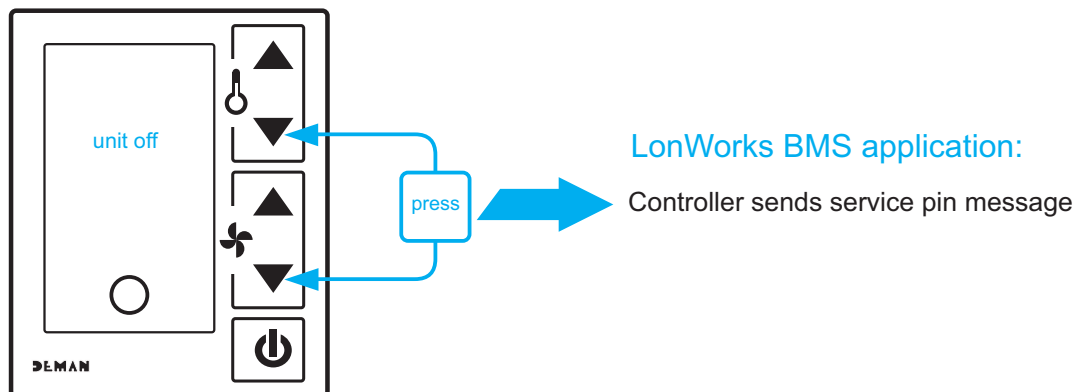 unit off
press
LonWorks BMS application:
Controller sends service pin message
DEMAN